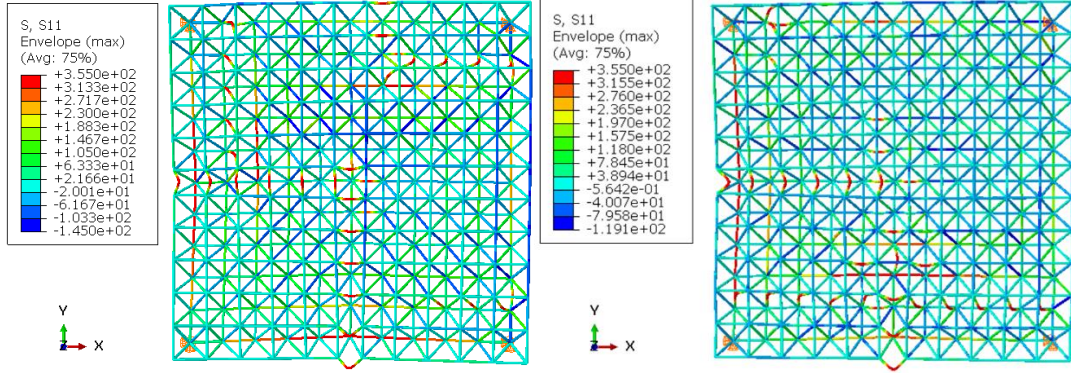 S, S11
Envelope (max)
(Avg: 75%)
+3.550e+02
+3.133e+02
+2.717e+02
+2.300e+02
+1.883e+02
+1.467e+02
+1.050e+02
+6.333e+01
+2.166e+01
-2.001e+01
-6.167e+01
-1.033e+02
-1.450e+02
Y
Z
X
S, S11
Envelope (max)
(Avg: 75%)
+3.550e+02
+3.155e+02
+2.760e+02
+2.365e+02
+1.970e+02
+1.575e+02
+1.180e+02
+7.845e+01
+3.894e+01
-5.642e-01
-4.007e+01
-7.958e+01
-1.191e+02
Y
Z
X